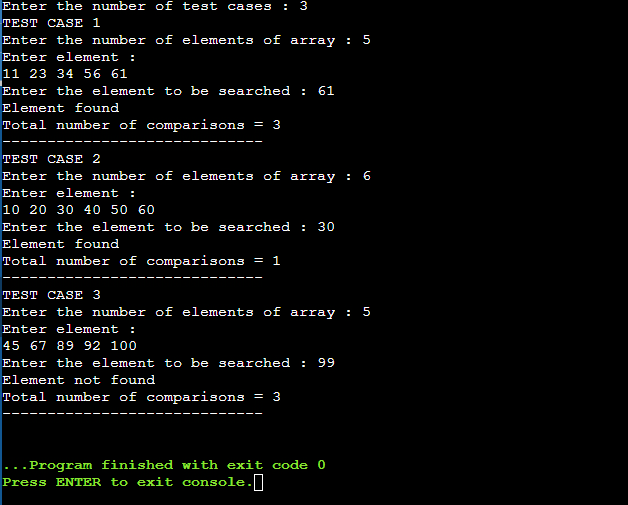 Enter the number of test cases : 3
TEST CASE 1
Enter the number of elements of array : 5
Enter element :
11 23 34 56 61
Enter the element to be searched : 61
Element found
Total number of comparisons = 3
-----------------------------
TEST CASE 2
Enter the number of elements of array : 6
Enter element :
10 20 30 40 50 60
Enter the element to be searched : 30
Element found
Total number of comparisons = 1
-----------------------------
TEST CASE 3
Enter the number of elements of array : 5
Enter element :
45 67 89 92 100
Enter the element to be searched : 99
Element not found
Total number of comparisons = 3
-----------------------------
...Program finished with exit code 0
Press ENTER to exit console.